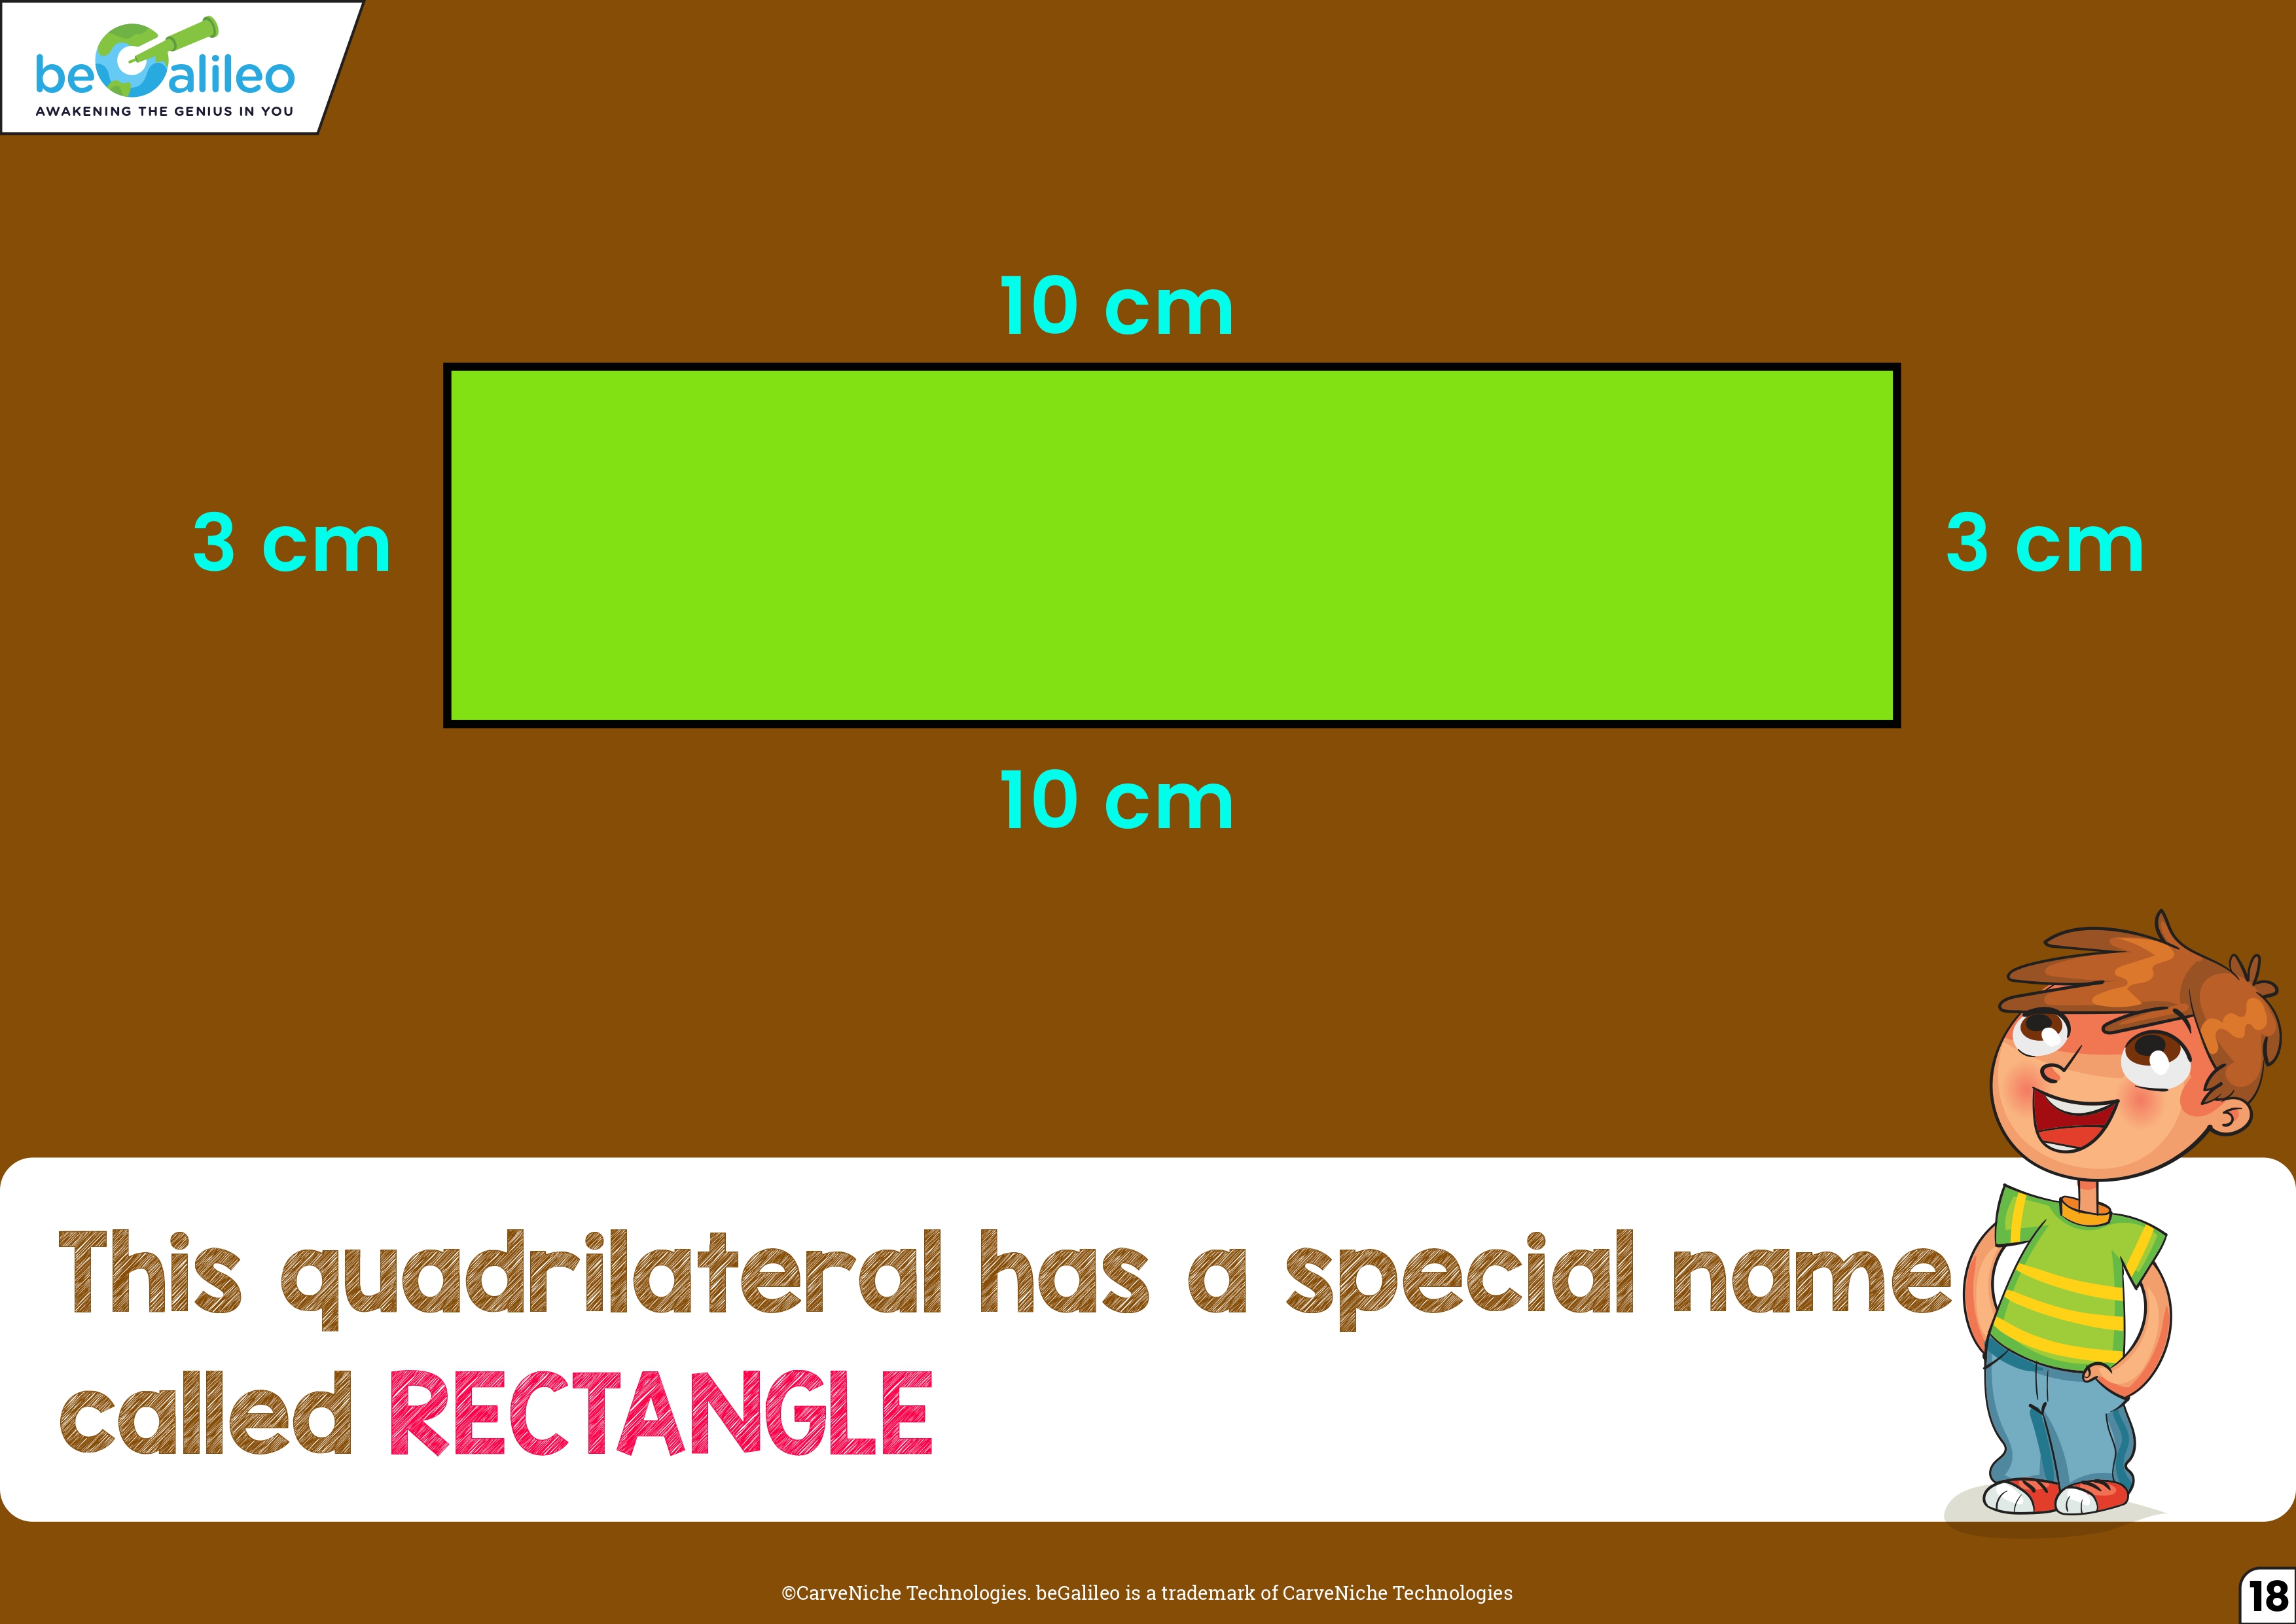 beGalileo
AWAKENING THE GENIUS IN YOU
10 cm
3 cm
3 cm
10 cm
This quadrilateral has a special name
called RECTANGLE
©CarveNiche Technologies. beGalileo is a trademark of CarveNiche Technologies
18